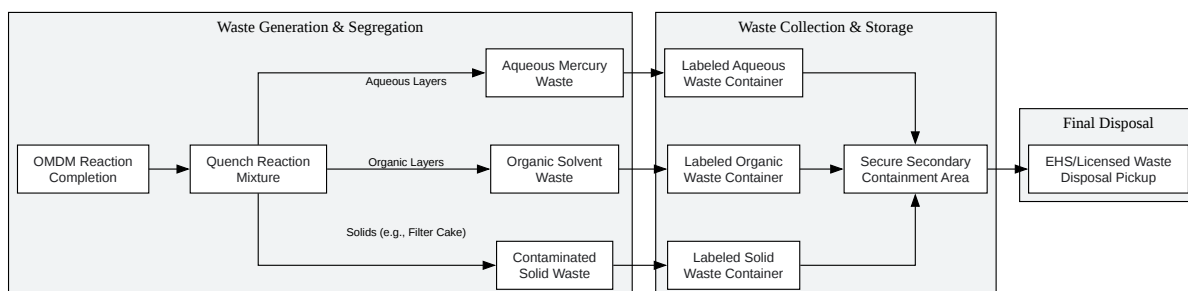 Waste Generation & Segregation
Waste Collection & Storage
Final Disposal
OMDM Reaction
Completion
Quench Reaction
Mixture
Aqueous Layers
Organic Layers
Solids (e.g., Filter Cake)
Aqueous Mercury
Waste
Organic Solvent
Waste
Contaminated
Solid Waste
Labeled Aqueous
Waste Container
Labeled Organic
Waste Container
Labeled Solid
Waste Container
Secure Secondary
Containment Area
EHS/Licensed Waste
Disposal Pickup